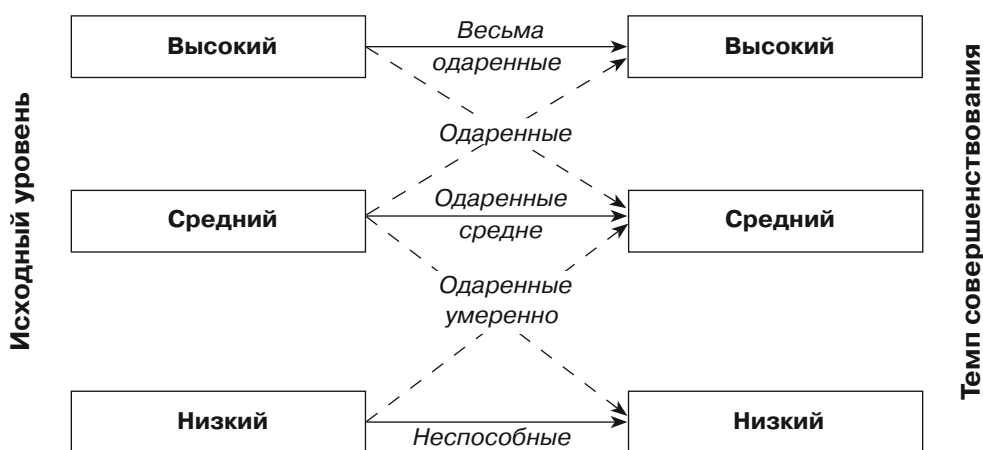 Исходный уровень
Высокий
Весьма
одаренные
Высокий
Одаренные
Средний
Одаренные
средне
Средний
Одаренные
умеренно
Низкий
Неспособные
Низкий
Темп совершенствования